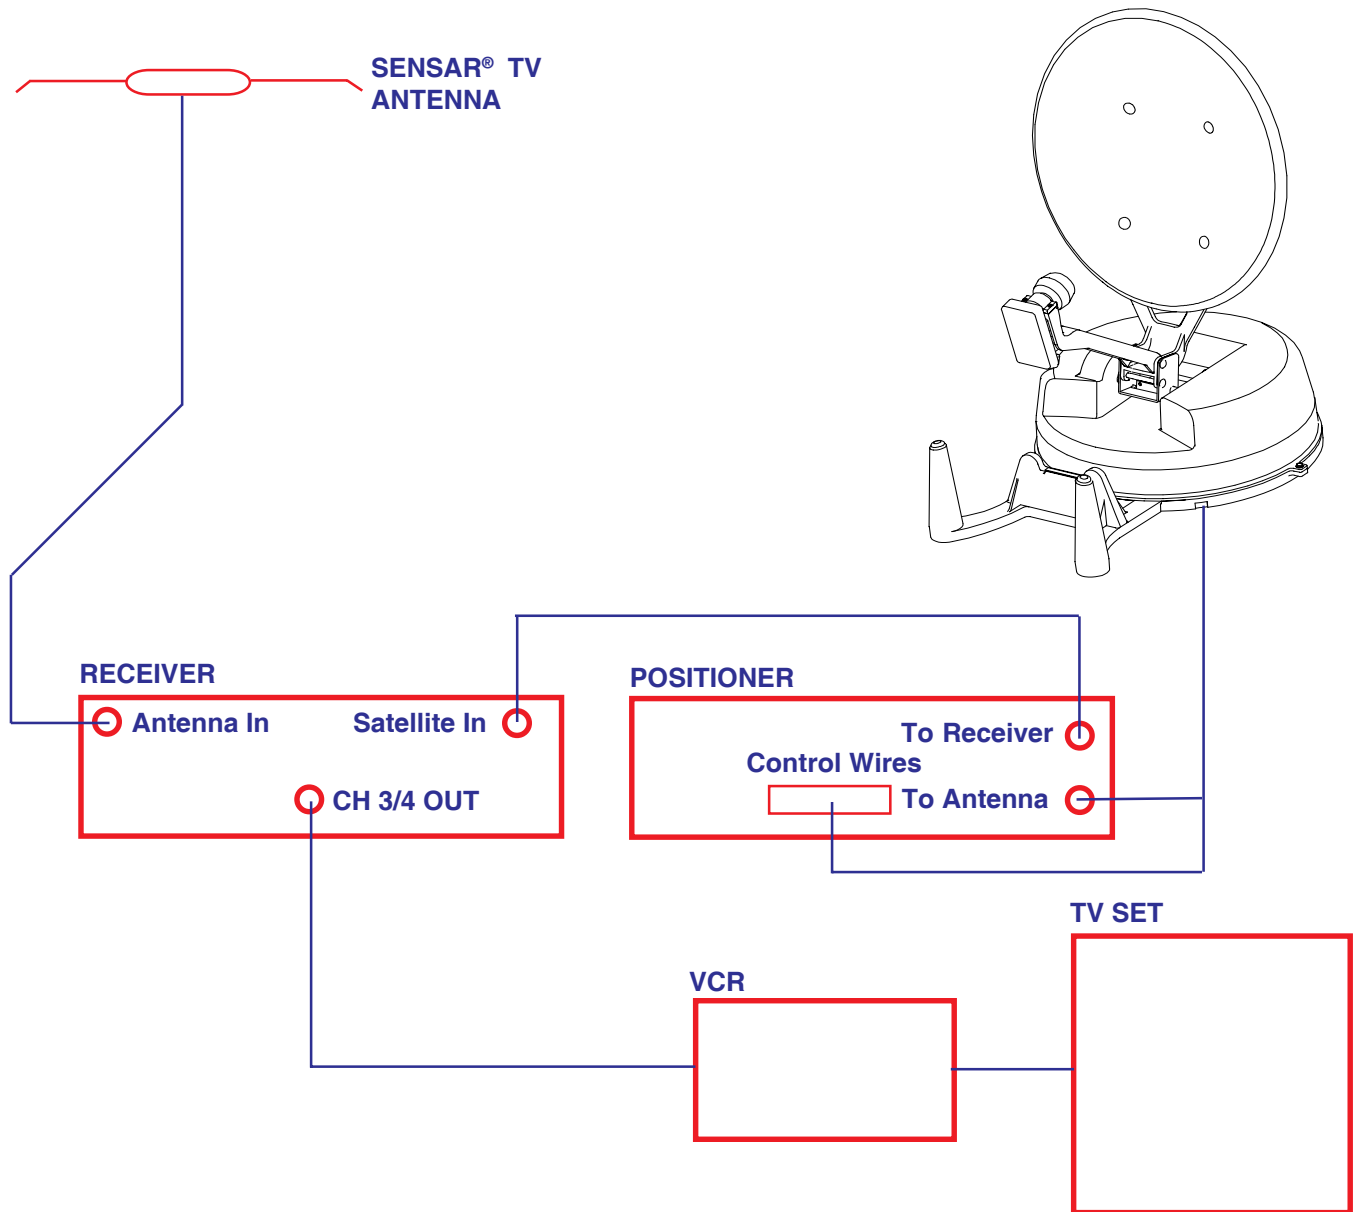 SENSAR® TV
ANTENNA
RECEIVER
Antenna In
Satellite In
CH 3/4 OUT
POSITIONER
To Receiver
Control Wires
To Antenna
TV SET
VCR